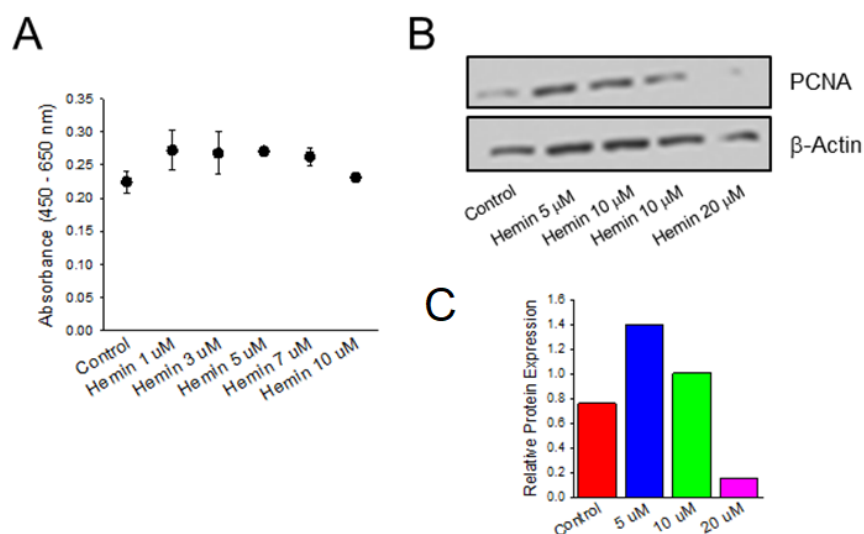 A
Absorbance (450 - 650 nm)
0.35
0.30
0.25
0.20
0.15
0.10
0.05
0.00
Control
Hemin 1 uM
Hemin 3 uM
Hemin 5 uM
Hemin 7 uM
Hemin 10 uM
B
PCNA
β-Actin
Control
Hemin 5 μM
Hemin 10 μM
Hemin 10 μM
Hemin 20 μM
C
Relative Protein Expression
1.6
1.4
1.2
1.0
0.8
0.6
0.4
0.2
0.0
Control
5 uM
10 uM
20 uM